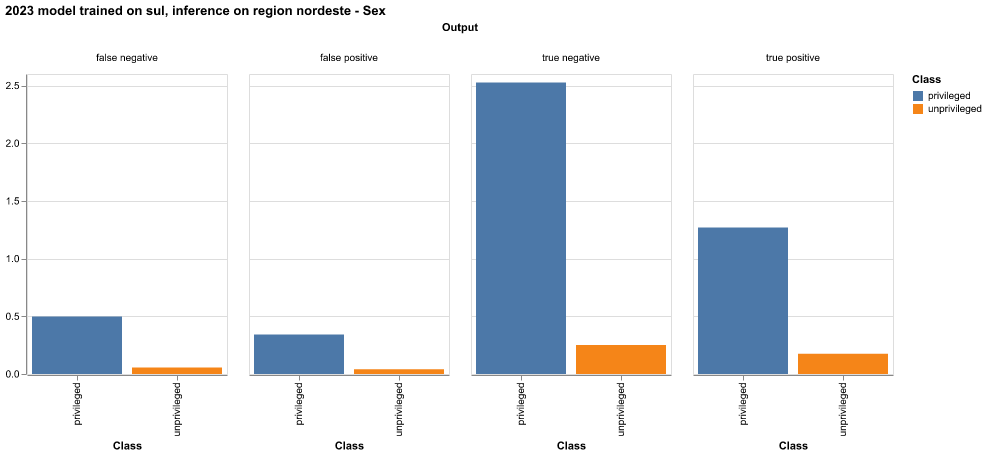 2023 model trained on sul, inference on region nordeste - Sex
Output
false negative
false positive
true negative
true positive
2.5
2.0
1.5
1.0
0.5
0.0
privileged
unprivileged
privileged
unprivileged
privileged
unprivileged
privileged
unprivileged
Class
Class
Class
Class
Class
privileged
unprivileged